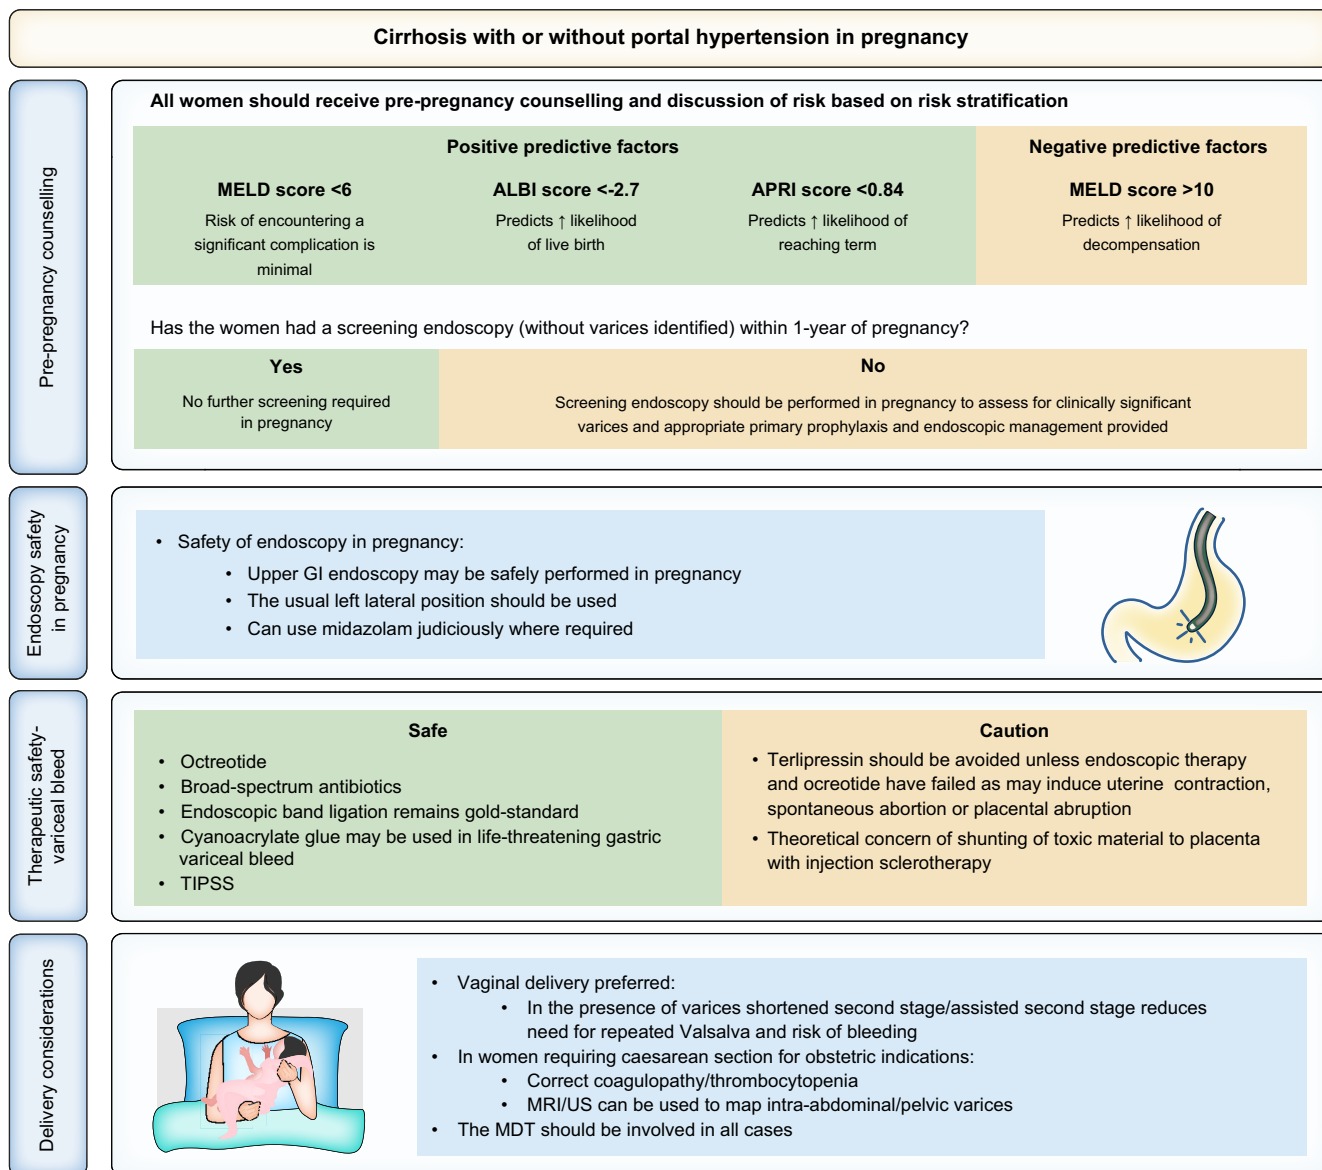 Cirrhosis with or without portal hypertension in pregnancy
Pre-pregnancy counselling
All women should receive pre-pregnancy counselling and discussion of risk based on risk stratification
Positive predictive factors
MELD score <6
Risk of encountering a
significant complication is
minimal
ALBI score <-2.7
Predicts ↑ likelihood
of live birth
APRI score <0.84
Predicts ↑ likelihood of
reaching term
Negative predictive factors
MELD score >10
Predicts ↑ likelihood of
decompensation
Has the women had a screening endoscopy (without varices identified) within 1-year of pregnancy?
Yes
No further screening required
in pregnancy
No
Screening endoscopy should be performed in pregnancy to assess for clinically significant
varices and appropriate primary prophylaxis and endoscopic management provided
Endoscopy safety
in pregnancy
• Safety of endoscopy in pregnancy:
• Upper GI endoscopy may be safely performed in pregnancy
• The usual left lateral position should be used
• Can use midazolam judiciously where required
Therapeutic safety-
variceal bleed
Safe
• Octreotide
• Broad-spectrum antibiotics
• Endoscopic band ligation remains gold-standard
• Cyanoacrylate glue may be used in life-threatening gastric
variceal bleed
• TIPSS
Caution
• Terlipressin should be avoided unless endoscopic therapy
and ocreotide have failed as may induce uterine contraction,
spontaneous abortion or placental abruption
• Theoretical concern of shunting of toxic material to placenta
with injection sclerotherapy
Delivery considerations
• Vaginal delivery preferred:
• In the presence of varices shortened second stage/assisted second stage reduces
need for repeated Valsalva and risk of bleeding
• In women requiring caesarean section for obstetric indications:
• Correct coagulopathy/thrombocytopenia
• MRI/US can be used to map intra-abdominal/pelvic varices
• The MDT should be involved in all cases